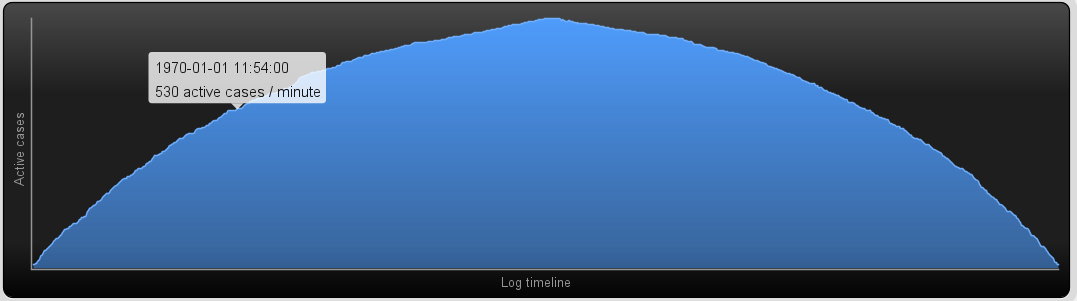 1970-01-01 11:54:00
530 active cases / minute
Active cases
Log timeline